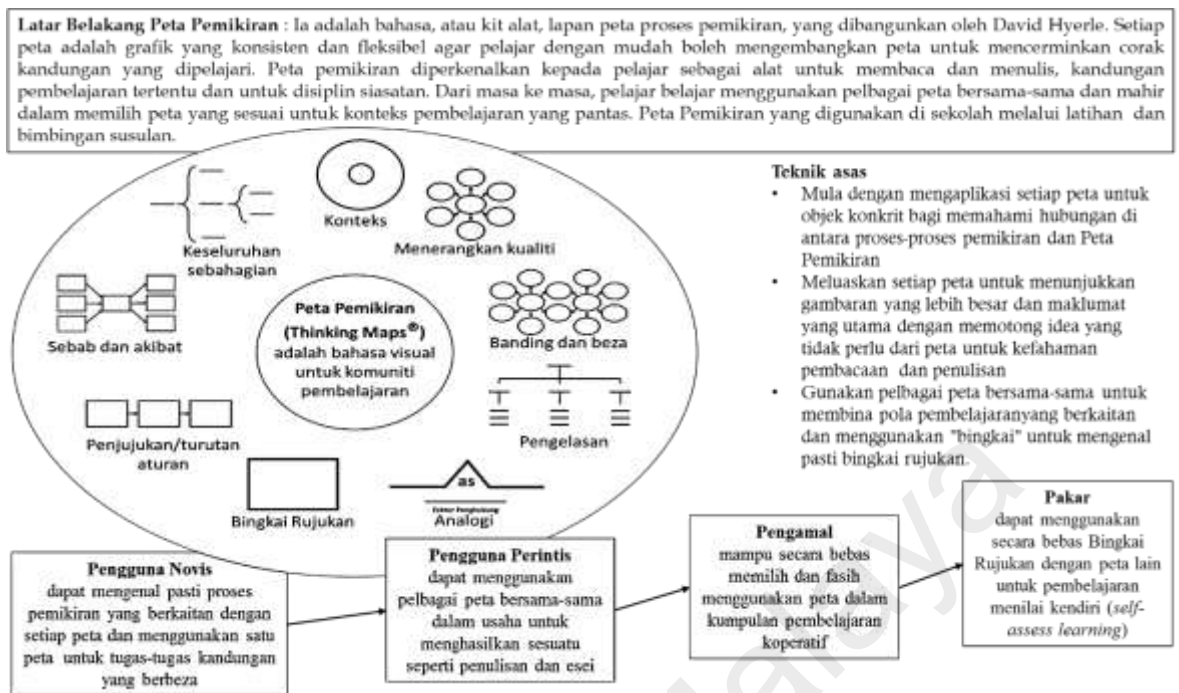 Latar Belakang Peta Pemikiran : Ia adalah bahasa, atau kit alat, lapan peta proses pemikiran, yang dibangunkan oleh David Hyerle. Setiap
peta adalah grafik yang konsisten dan fleksibel agar pelajar dengan mudah boleh mengembangkan peta untuk mencerminkan corak
kandungan yang dipelajari. Peta pemikiran diperkenalkan kepada pelajar sebagai alat untuk membaca dan menulis, kandungan
pembelajaran tertentu dan untuk disiplin siasatan. Dari masa ke masa, pelajar belajar menggunakan pelbagai peta bersama-sama dan mahir
dalam memilih peta yang sesuai untuk konteks pembelajaran yang pantas. Peta Pemikiran yang digunakan di sekolah melalui latihan dan
bimbingan susulan.
Konteks
Menerangkan kualiti
Keseluruhan
sebahagian
Sebab dan akibat
Peta Pemikiran
(Thinking Maps®)
adalah bahasa visual
untuk komuniti
pembelajaran
Banding dan beza
Pengelasan
Penjujukan/turutan
aturan
Bingkai Rujukan
as
Analogi
Teknik asas
• Mula dengan mengaplikasi setiap peta untuk
objek konkrit bagi memahami hubungan di
antara proses-proses pemikiran dan Peta
Pemikiran
• Meluaskan setiap peta untuk menunjukkan
gambaran yang lebih besar dan maklumat
yang utama dengan memotong idea yang
tidak perlu dari peta untuk kefahaman
pembacaan dan penulisan
• Gunakan pelbagai peta bersama-sama untuk
membina pola pembelajaranyang berkaitan
dan menggunakan "bingkai" untuk mengenal
pasti bingkai rujukan.
Pengguna Novis
dapat mengenal pasti proses
pemikiran yang berkaitan dengan
setiap peta dan menggunakan satu
peta untuk tugas-tugas kandungan
yang berbeza
Pengguna Perintis
dapat menggunakan
pelbagai peta bersama-sama
dalam usaha untuk
menghasilkan sesuatu
seperti penulisan dan esei
Pengamal
mampu secara bebas
memilih dan fasih
menggunakan peta dalam
kumpulan pembelajaran
koperatif
Pakar
dapat menggunakan
secara bebas Bingkai
Rujukan dengan peta lain
untuk pembelajaran
menilai kendiri (self-
assess learning)